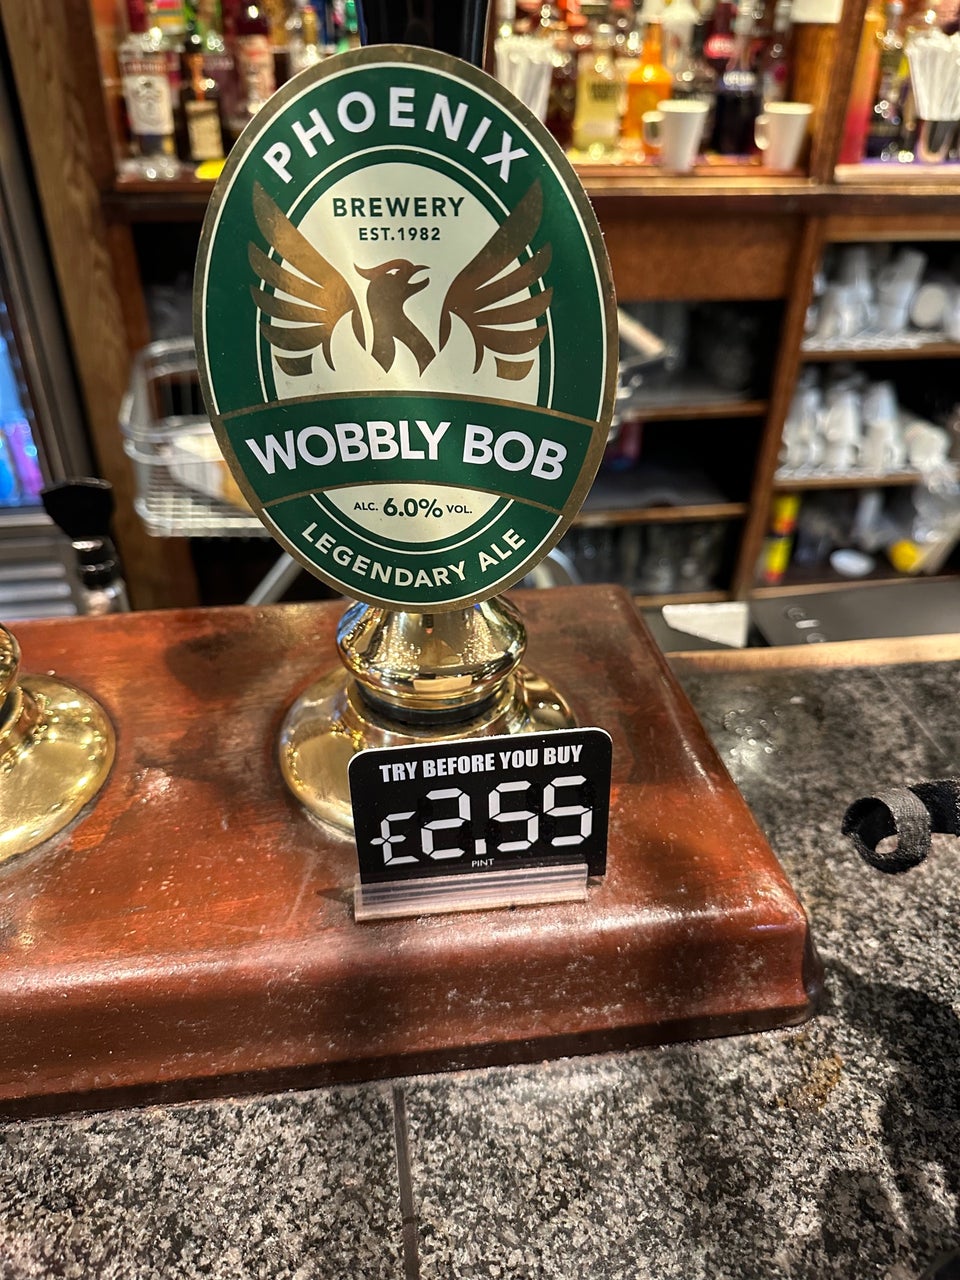 PHOENIX
BREWERY
EST.1982
WOBBLY BOB
ALC. 6.0% VOL.
LEGENDARY ALE
TRY BEFORE YOU BUY
£2.55
PINT